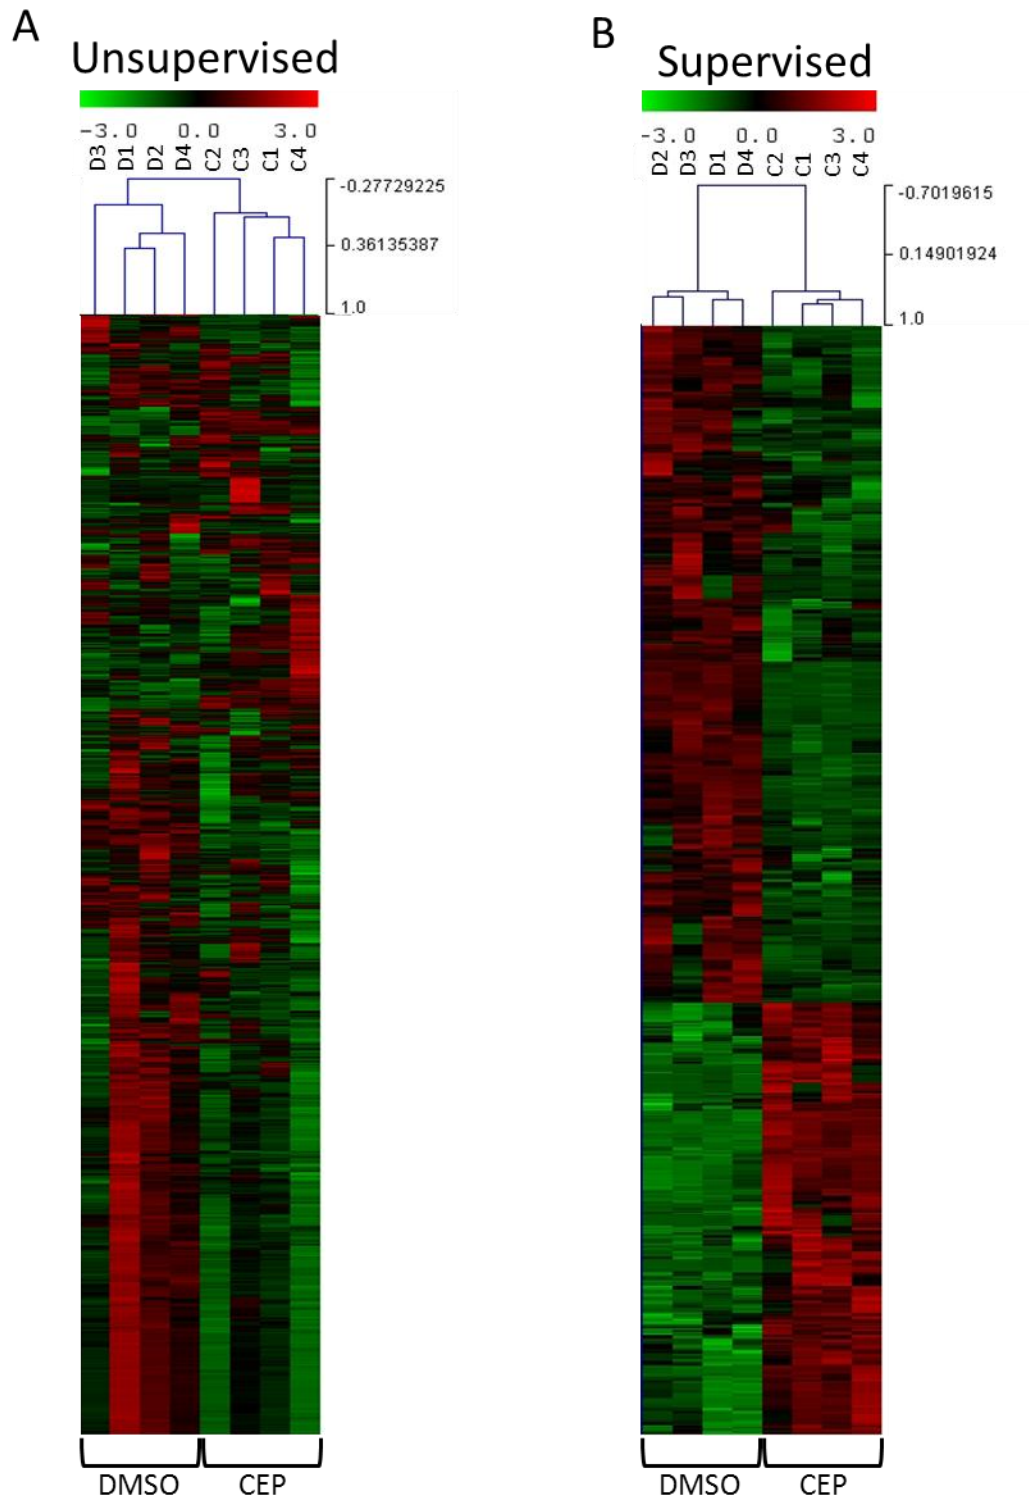 A
Unsupervised
-3.0 0.0 3.0
D3 D1 D2 D4 C2 C3 C1 C4
-0.27729225
0.36135387
1.0
DMSO CEP
B
Supervised
-3.0 0.0 3.0
D2 D3 D1 D4 C2 C1 C3 C4
-0.7019615
0.14901924
1.0
DMSO CEP